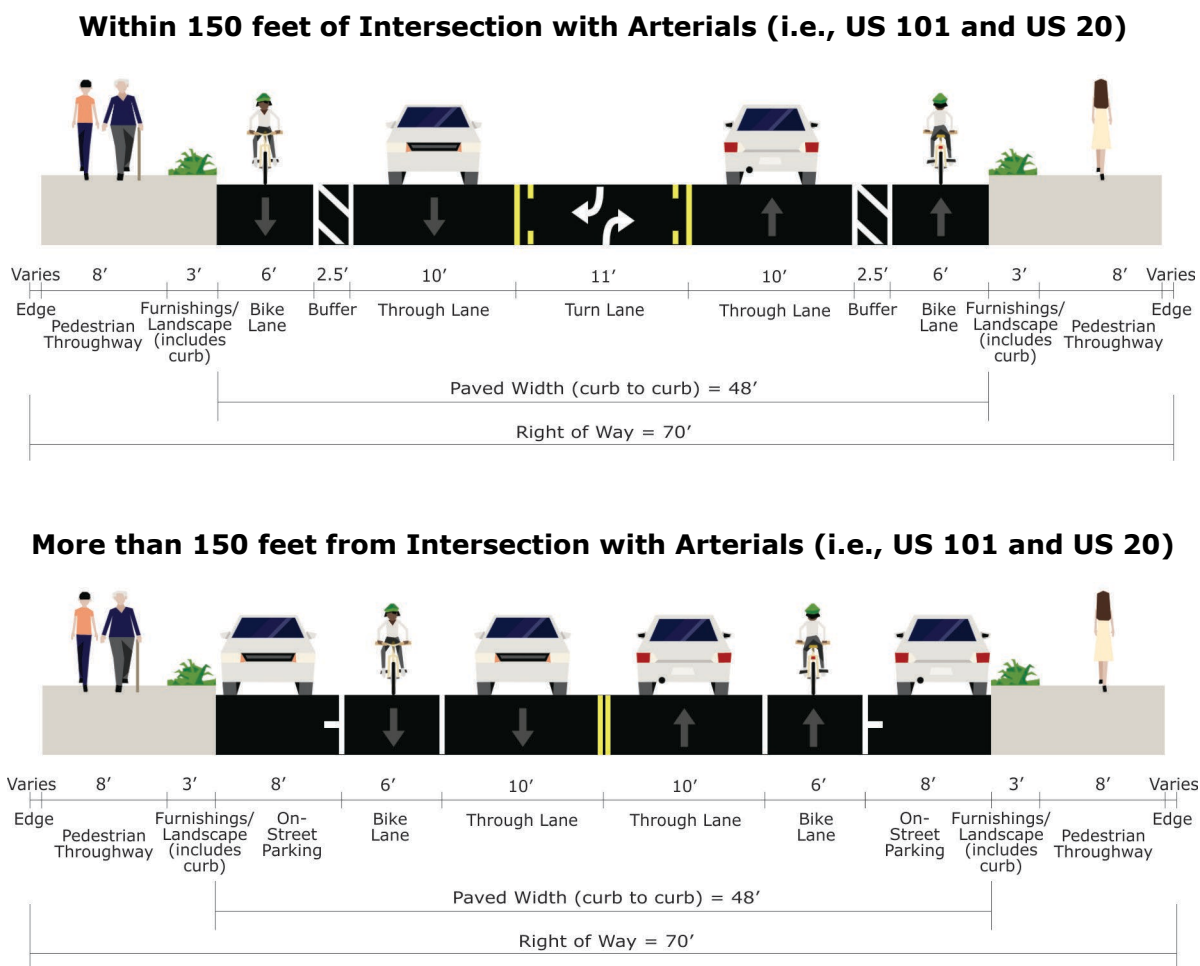 Within 150 feet of Intersection with Arterials (i.e., US 101 and US 20)
Varies 8’ 3’ 6’ 2.5’ 10’ 11’ 10’ 2.5’ 6’ 3’ 8’ Varies
Edge Pedestrian Throughway Furnishings/ Landscape (includes curb) Bike Lane Buffer Through Lane Turn Lane Through Lane Buffer Bike Lane Furnishings/ Landscape (includes curb) Pedestrian Throughway Edge
Paved Width (curb to curb) = 48’
Right of Way = 70’
More than 150 feet from Intersection with Arterials (i.e., US 101 and US 20)
Varies 8’ 3’ 8’ 6’ 10’ 10’ 6’ 8’ 3’ 8’ Varies
Edge Pedestrian Throughway Furnishings/ Landscape (includes curb) On- Street Parking Bike Lane Through Lane Through Lane Bike Lane On- Street Parking Furnishings/ Landscape (includes curb) Pedestrian Throughway Edge
Paved Width (curb to curb) = 48’
Right of Way = 70’